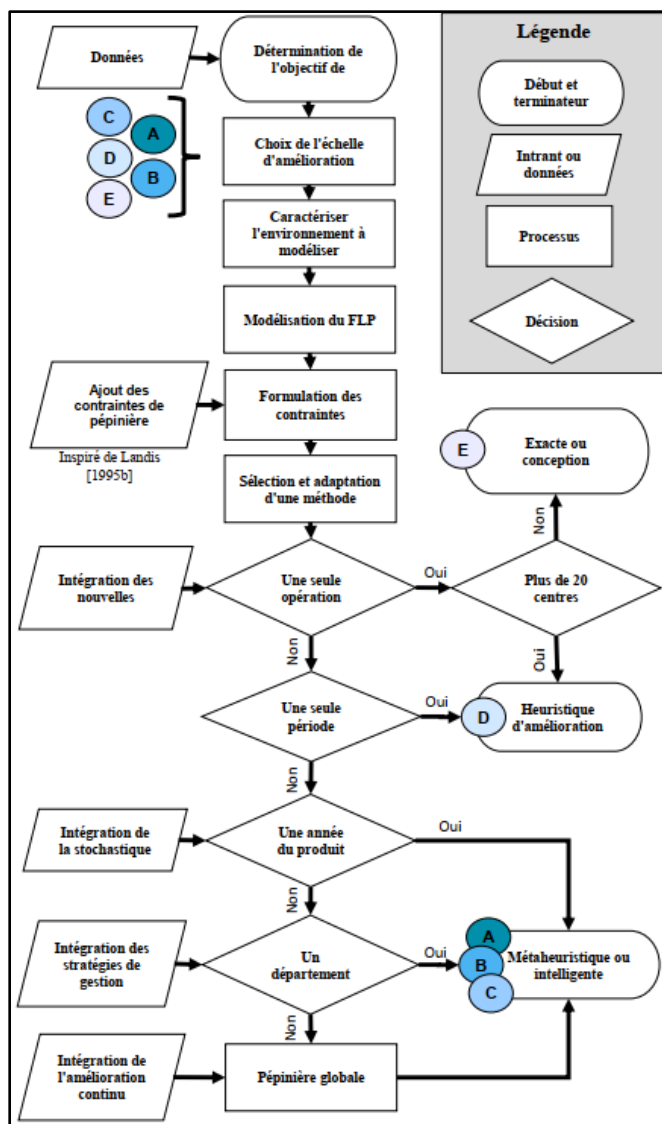 Données
Détermination de
l'objectif de
Légende
Début et
terminateur
Intrant ou
données
Processus
Décision
C
A
D
B
E
Choix de l'échelle
d'amélioration
Caractériser
l'environnement à
modéliser
Modélisation du FLP
Ajout des
contraintes de
pépinière
Inspiré de Landis
[1995b]
Formulation des
contraintes
Sélection et adaptation
d'une méthode
E
Exacte ou
conception
Non
Intégration des
nouvelles
Une seule
opération
Oui
Plus de 20
centres
Non
Oui
Une seule
période
Oui
D
Heuristique
d'amélioration
Non
Intégration de
la stochastique
Une année
du produit
Oui
Non
Intégration des
stratégies de
gestion
Un
département
Oui
A
B
C
Métaheuristique ou
intelligente
Non
Intégration de
l'amélioration
continu
Pépinière globale